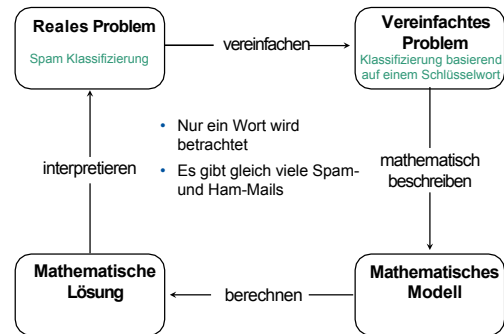 Reales Problem
Spam Klassifizierung
vereinfachen
Vereinfachtes
Problem
Klassifizierung basierend
auf einem Schlüsselwort
• Nur ein Wort wird
betrachtet
• Es gibt gleich viele Spam-
und Ham-Mails
interpretieren
mathematisch
beschreiben
Mathematische
Lösung
berechnen
Mathematisches
Modell